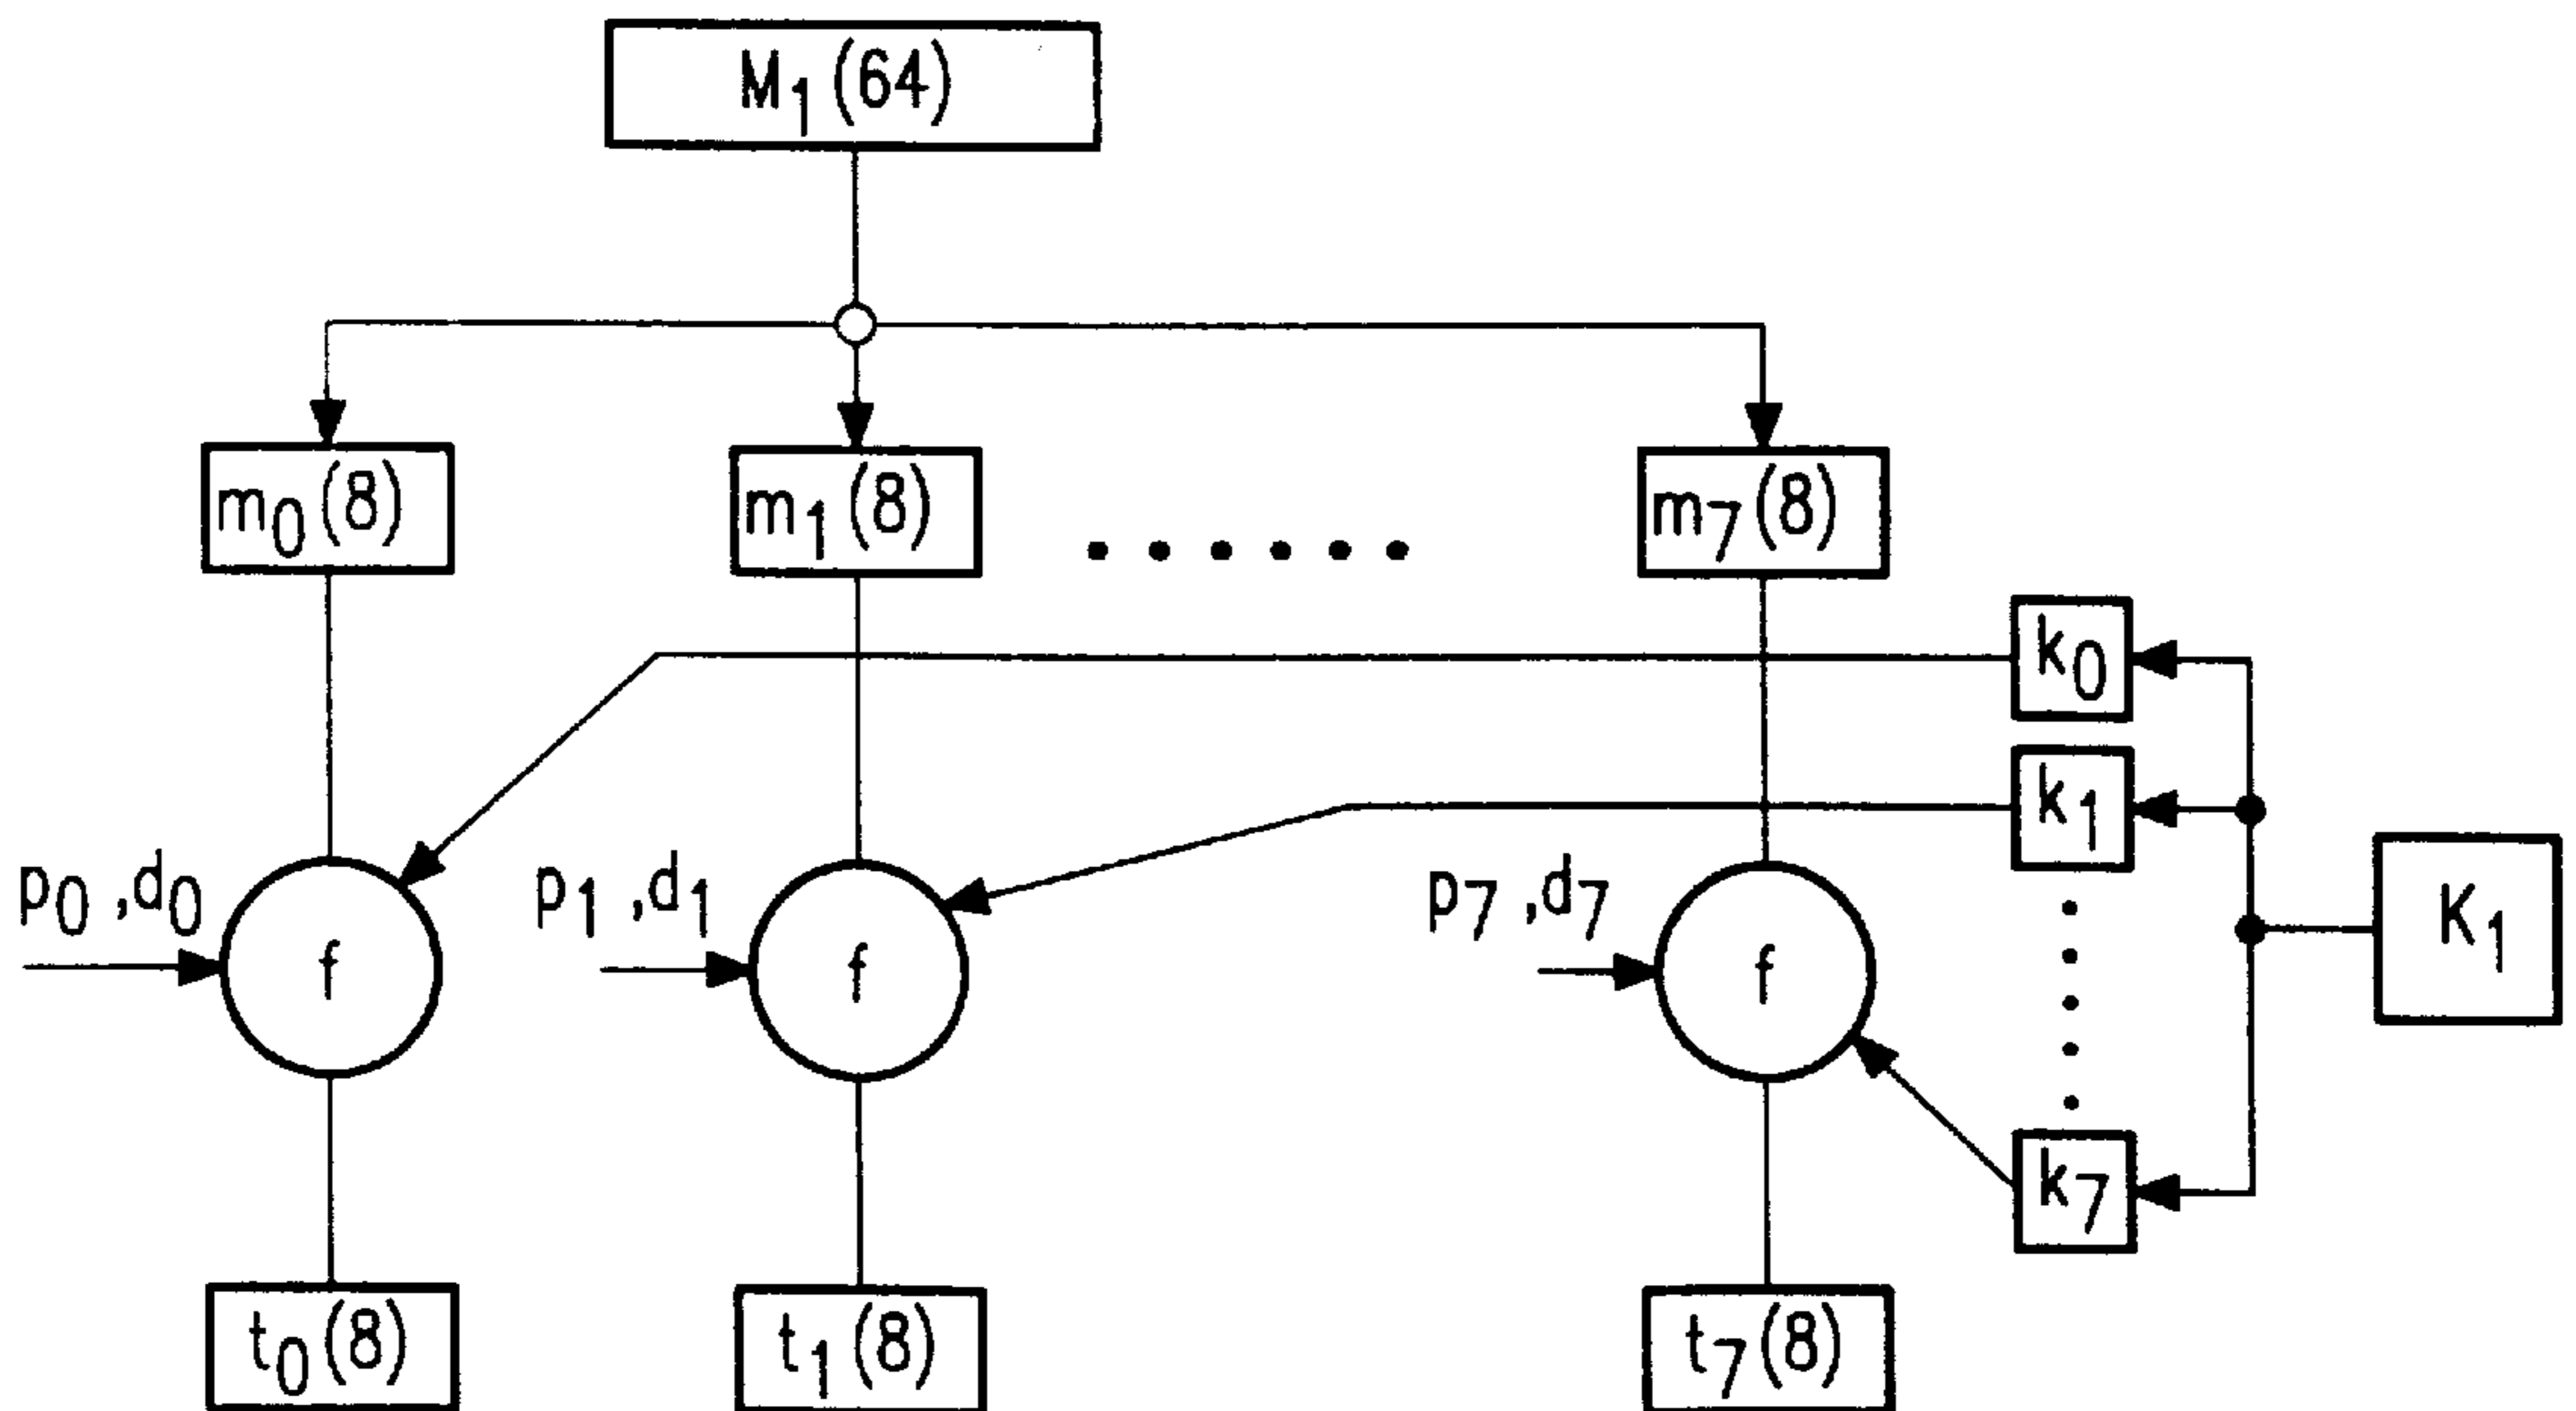 M₁(64)
m₀(8)
m₁(8)
m₇(8)
k₀
k₁
p₀,d₀
p₁,d₁
p₇,d₇
K₁
f
f
f
k₇
t₀(8)
t₁(8)
t₇(8)